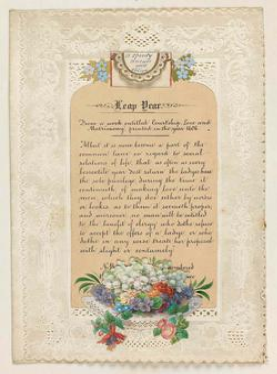 Leap Year
From a work entitled Courtship Love and
Matrimony printed in the year 1606.
"Albeit it is now become a part of the
common lawe in regard to social
relations of life, that as often as every
bissextile year doth return the ladyes have
the sole privilege during the time it
continueth of making love unto the
men, which they doe either by wordes
or lookes as to them it seemeth proper,
and moreover no man will be entitled
to the benefit of clergy who dothe refuse
to accept the offers of a ladye or who
dothe in any wise treate her proposal
with slight or contumely."